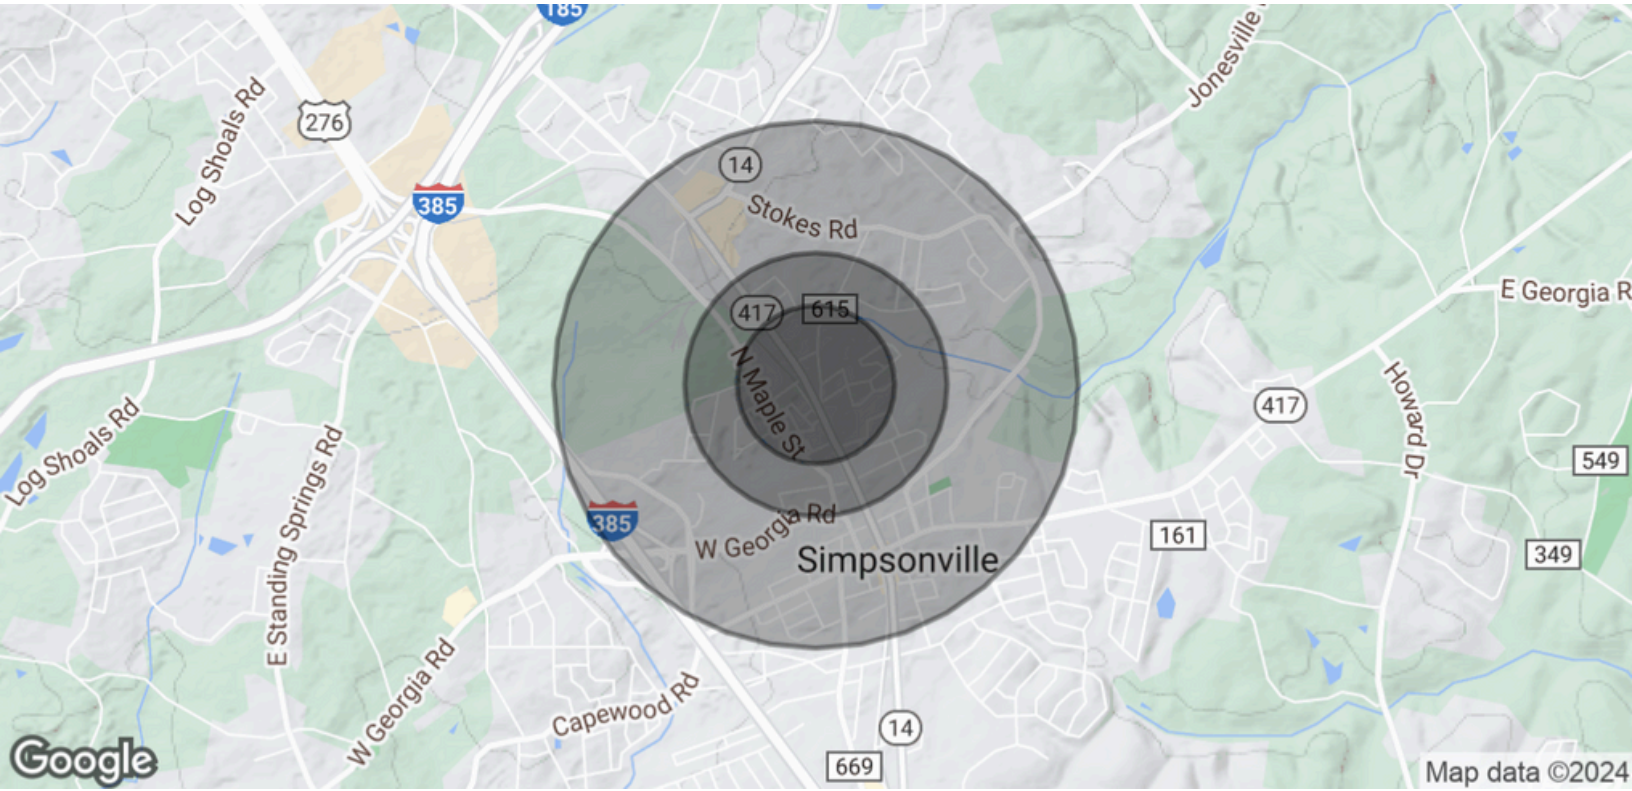 185
Jonesville
276
Log Shoals Rd
14
385
Stokes Rd
E Georgia R
417
615
N Maple St
Howard Dr
417
Log Shoals Rd
549
E Standing Springs Rd
385
W Georgia Rd
161
349
Simpsonville
W Georgia Rd
Capewood Rd
14
669
Google
Map data ©2024